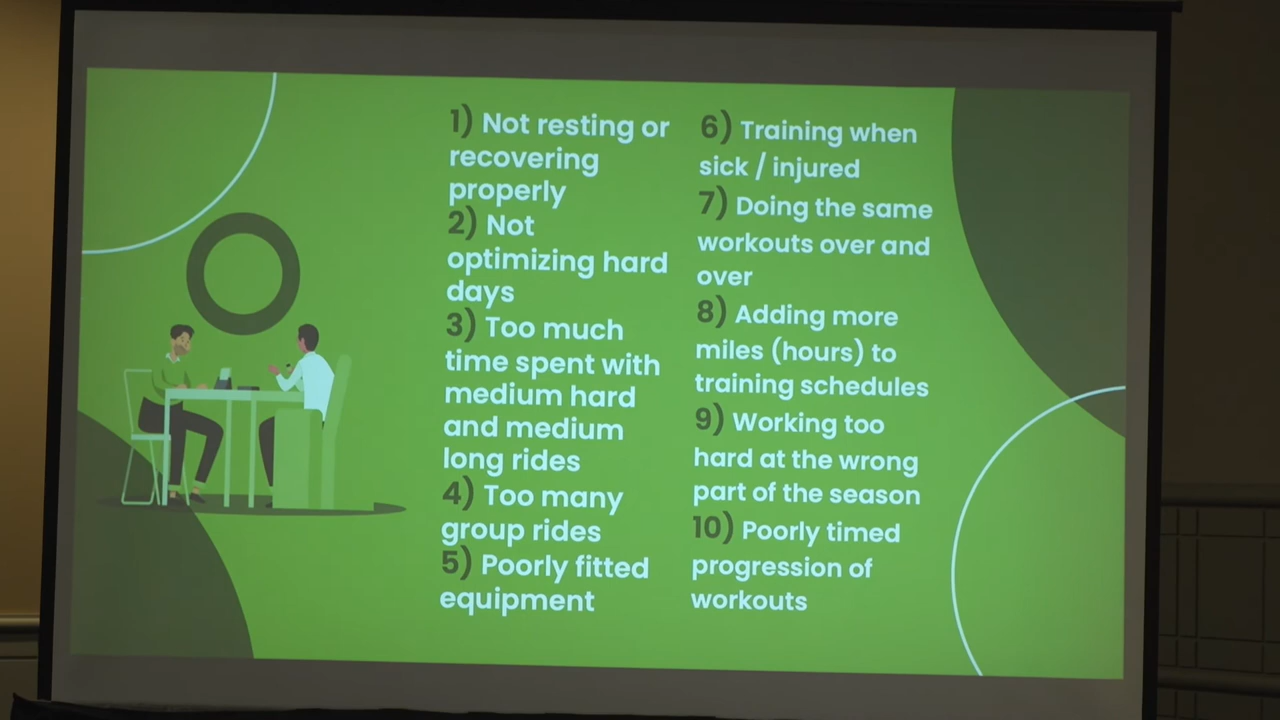 1) Not resting or
recovering
properly
2) Not
optimizing hard
days
3) Too much
time spent with
medium hard
and medium
long rides
4) Too many
group rides
5) Poorly fitted
equipment
6) Training when
sick / injured
7) Doing the same
workouts over and
over
8) Adding more
miles (hours) to
training schedules
9) Working too
hard at the wrong
part of the season
10) Poorly timed
progression of
workouts